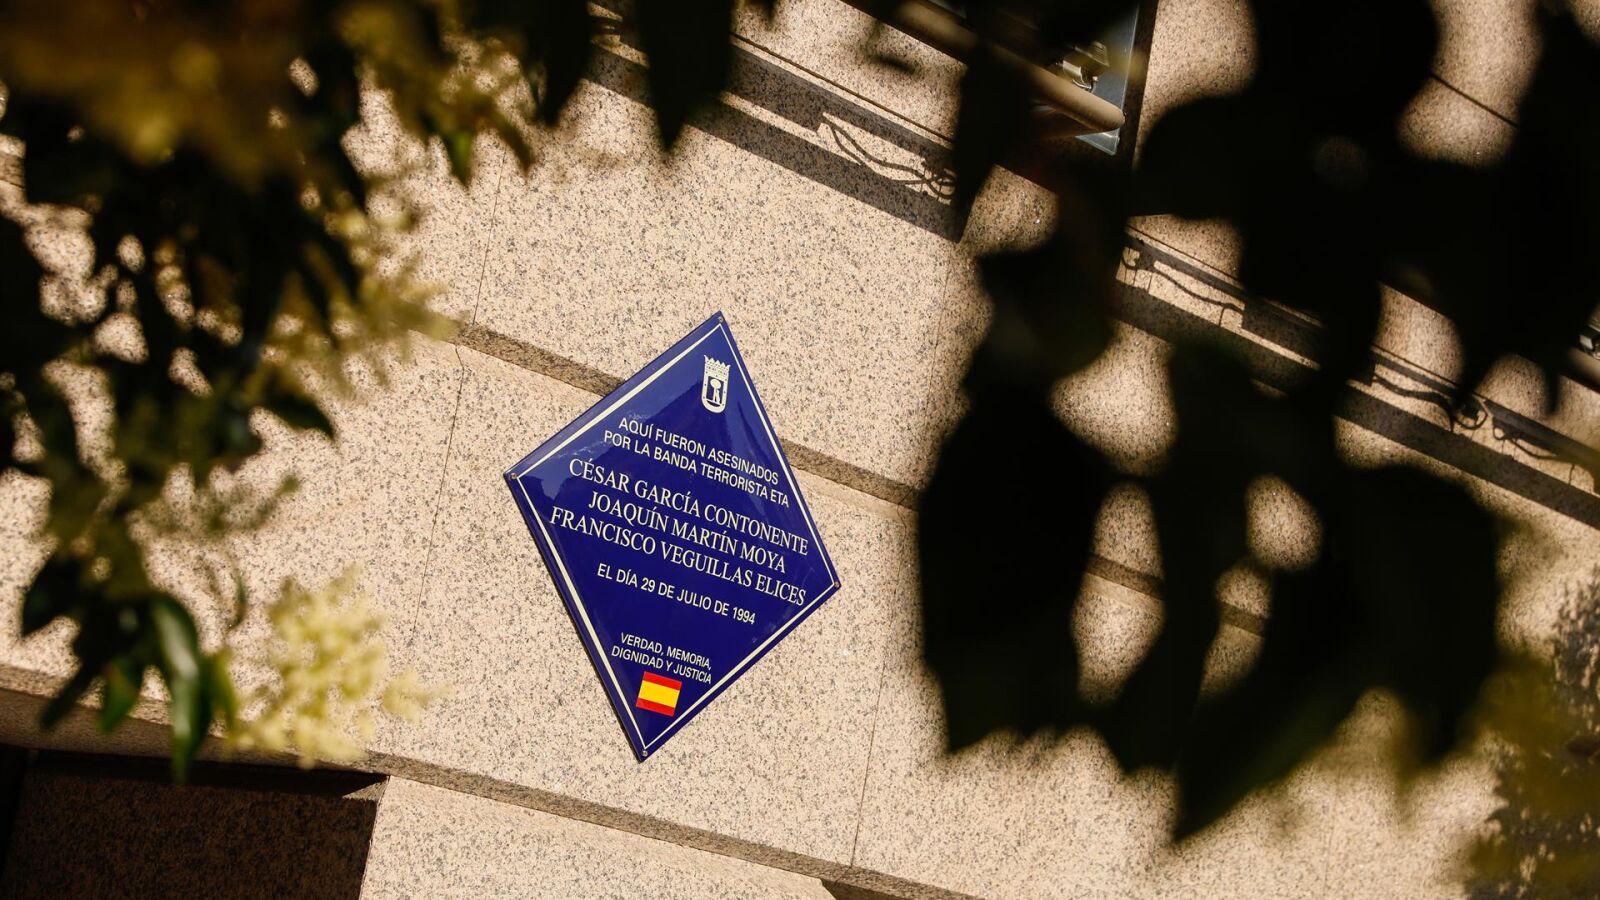 AQUÍ FUERON ASESINADOS
POR LA BANDA TERRORISTA ETA
CÉSAR GARCÍA CONTONENTE
JOAQUÍN MARTÍN MOYA
FRANCISCO VEGUILLAS ELICES
EL DÍA 29 DE JULIO DE 1994
VERDAD, MEMORIA,
DIGNIDAD Y JUSTICIA